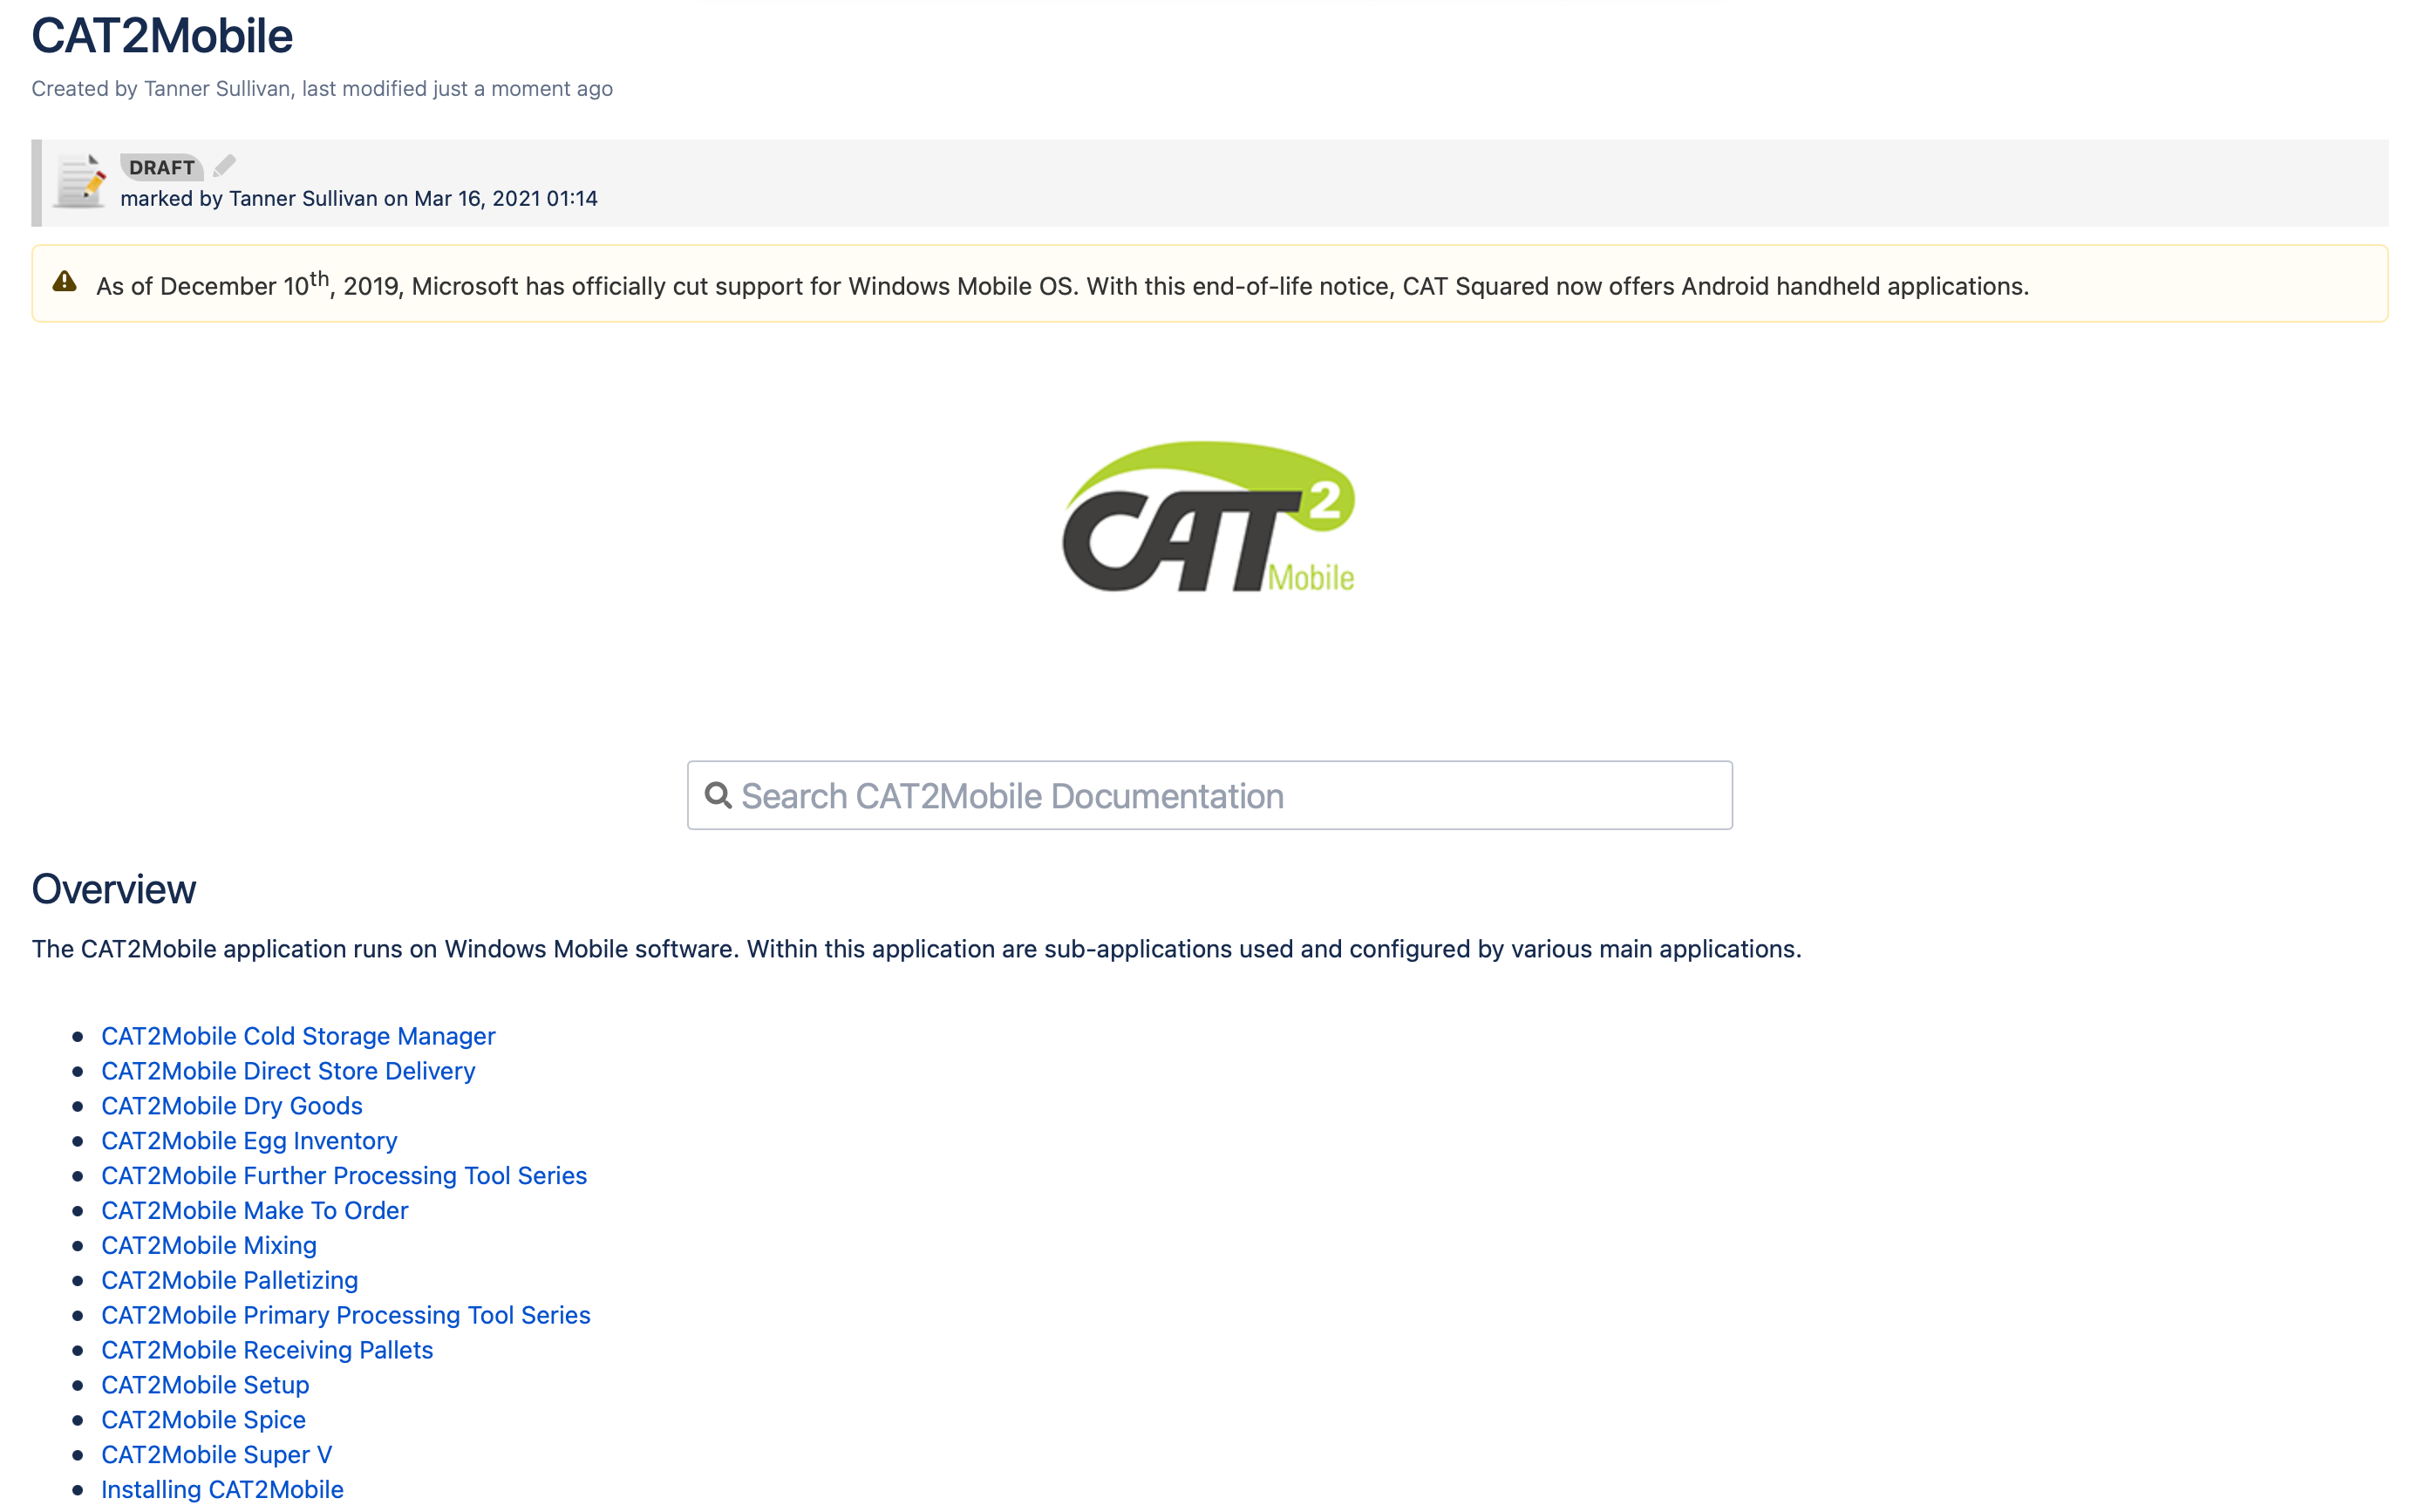 CAT2Mobile
Created by Tanner Sullivan, last modified just a moment ago
DRAFT
marked by Tanner Sullivan on Mar 16, 2021 01:14
As of December 10th, 2019, Microsoft has officially cut support for Windows Mobile OS. With this end-of-life notice, CAT Squared now offers Android handheld applications.
CAT2
Mobile
Search CAT2Mobile Documentation
Overview
The CAT2Mobile application runs on Windows Mobile software. Within this application are sub-applications used and configured by various main applications.
CAT2Mobile Cold Storage Manager
CAT2Mobile Direct Store Delivery
CAT2Mobile Dry Goods
CAT2Mobile Egg Inventory
CAT2Mobile Further Processing Tool Series
CAT2Mobile Make To Order
CAT2Mobile Mixing
CAT2Mobile Palletizing
CAT2Mobile Primary Processing Tool Series
CAT2Mobile Receiving Pallets
CAT2Mobile Setup
CAT2Mobile Spice
CAT2Mobile Super V
Installing CAT2Mobile